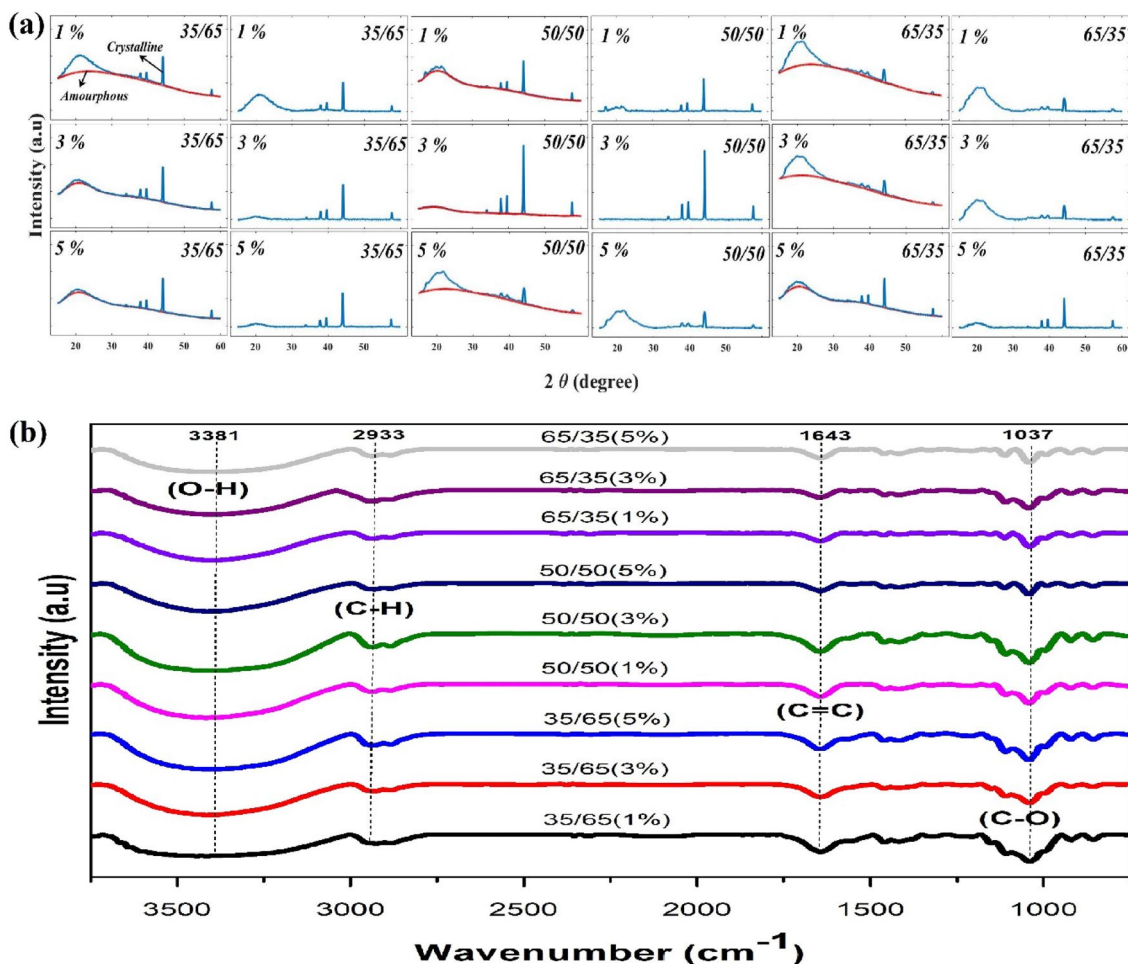 (a)
1 % 35/65 1 % 35/65 1 % 50/50 1 % 50/50 1 % 65/35 1 % 65/35
Crystalline
Amourphous
3 % 35/65 3 % 35/65 3 % 50/50 3 % 50/50 3 % 65/35 3 % 65/35
5 % 35/65 5 % 35/65 5 % 50/50 5 % 50/50 5 % 65/35 5 % 65/35
Intensity (a.u)
20 30 40 50 60 20 30 40 50 20 30 40 50 20 30 40 50 20 30 40 50 20 30 40 50 60
2 θ (degree)
(b)
3381 2933 65/35(5%) 1643 1037
(O-H)
65/35(3%)
65/35(1%)
50/50(5%)
(C-H)
50/50(3%)
50/50(1%)
(C=C)
35/65(5%)
35/65(3%)
(C-O)
35/65(1%)
Intensity (a.u)
3500 3000 2500 2000 1500 1000
Wavenumber (cm⁻¹)